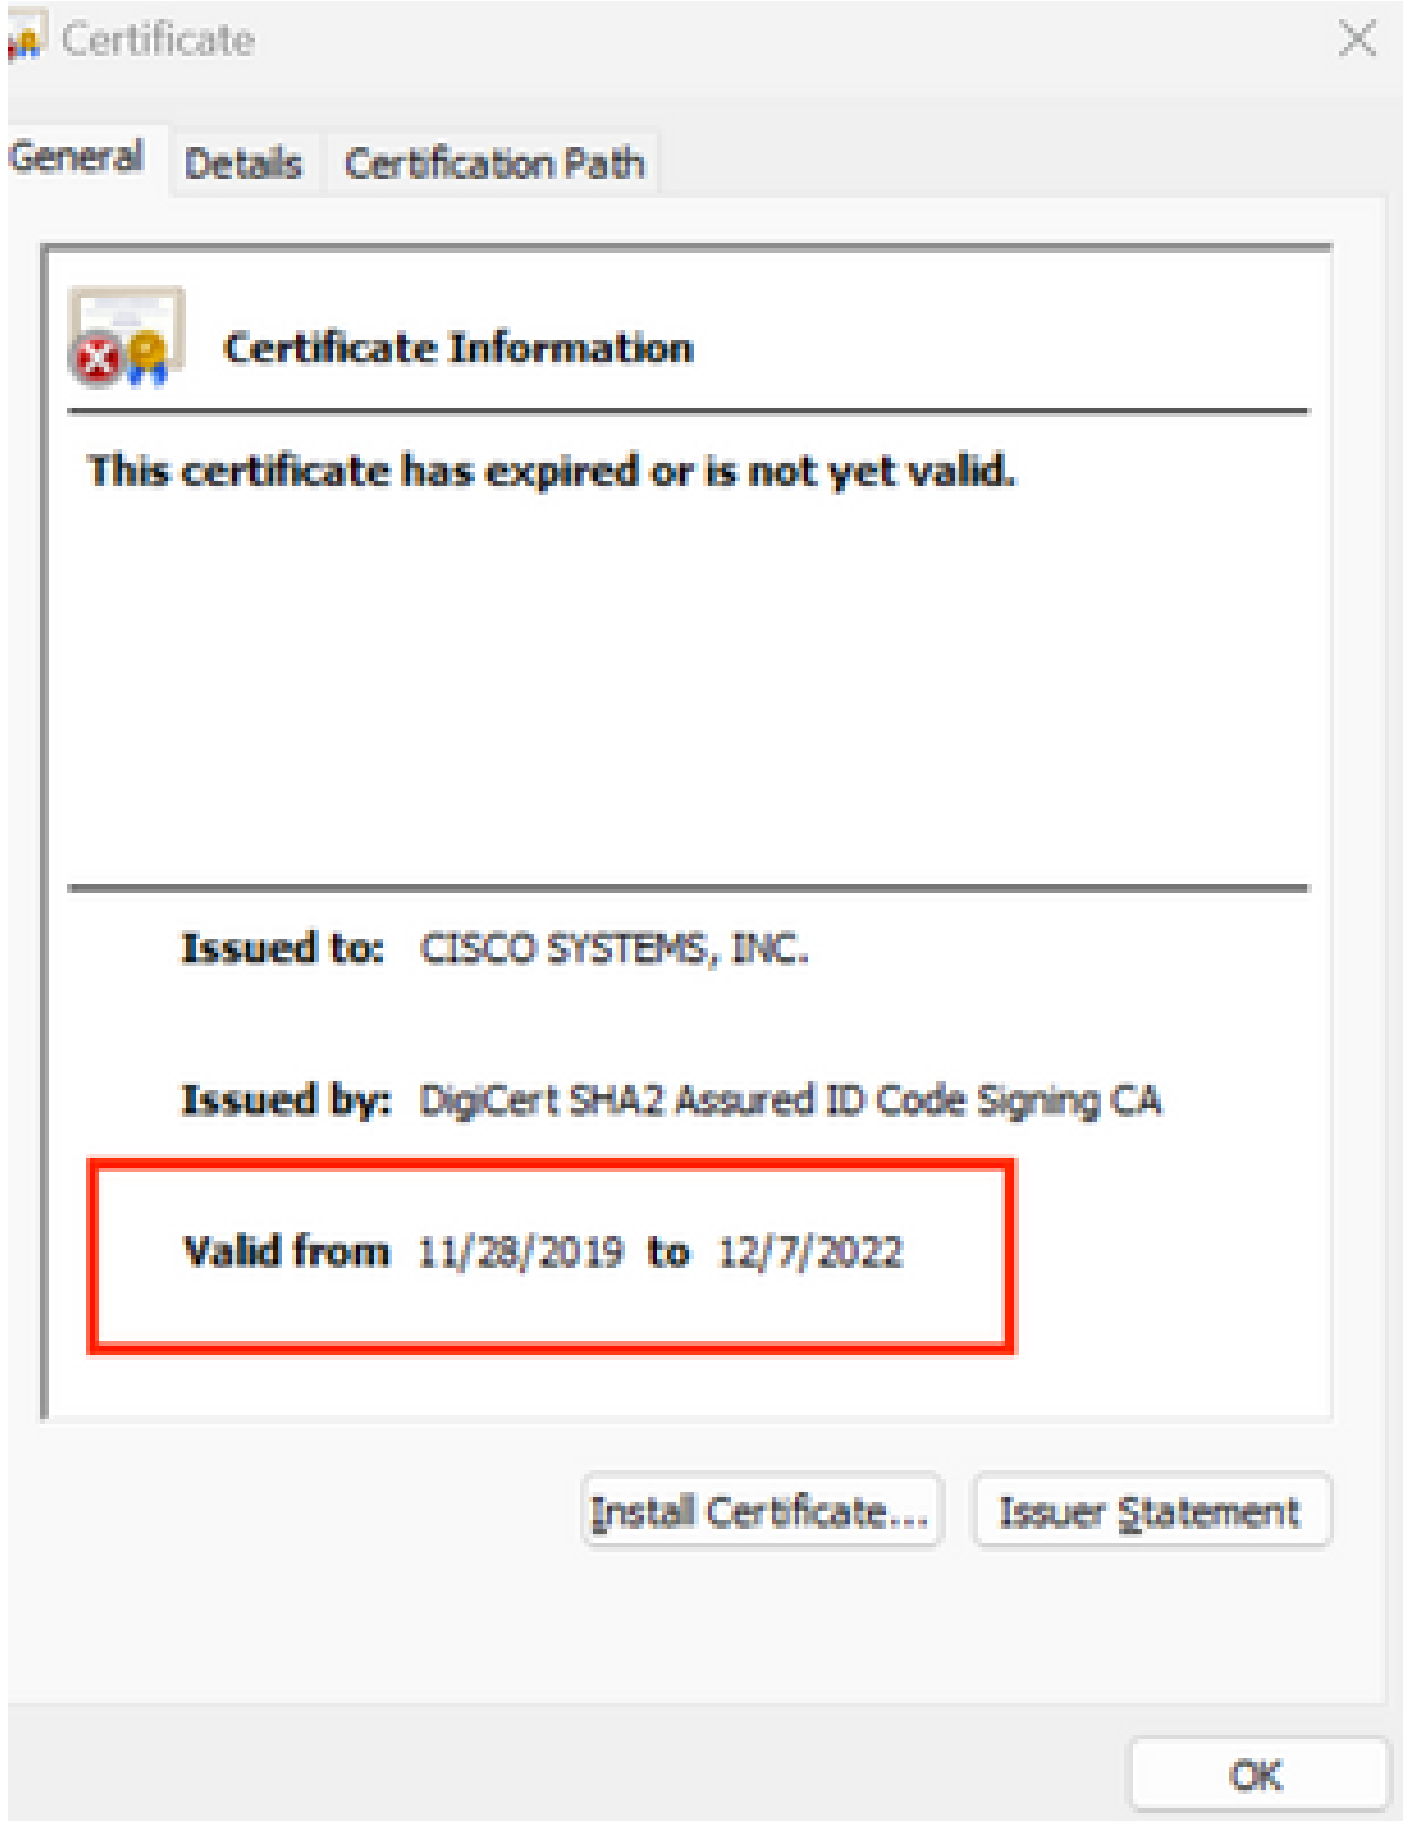 Certificate
General Details Certification Path
Certificate Information
This certificate has expired or is not yet valid.
Issued to: CISCO SYSTEMS, INC.
Issued by: DigiCert SHA2 Assured ID Code Signing CA
Valid from 11/28/2019 to 12/7/2022
Install Certificate... Issuer Statement
OK